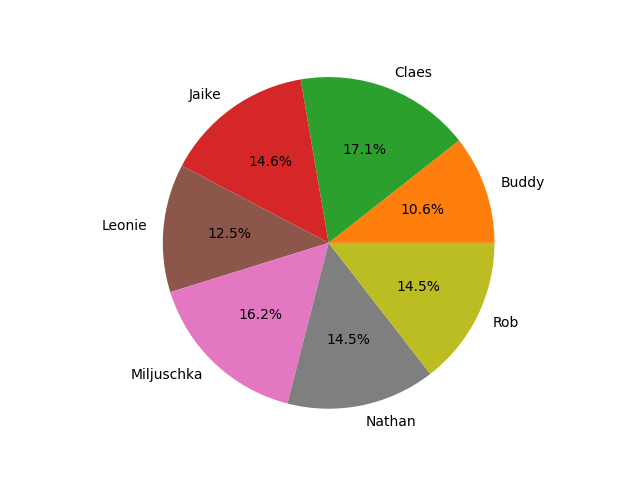 Claes
Jaike
17.1%
14.6%
Buddy
10.6%
Leonie
12.5%
14.5%
16.2%
Rob
14.5%
Miljuschka
Nathan